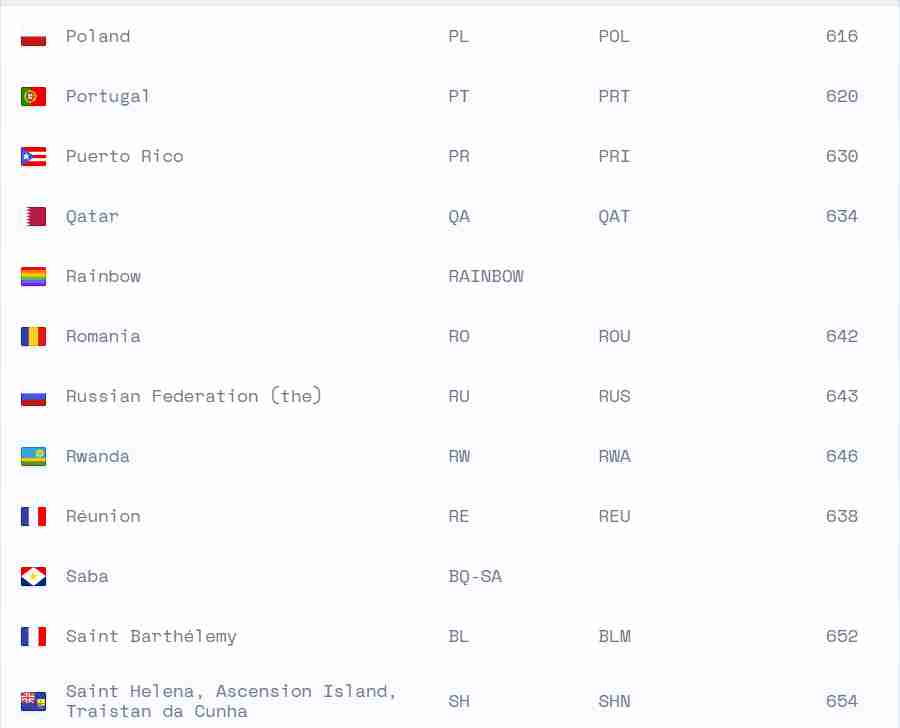 Poland PL POL 616
Portugal PT PRT 620
Puerto Rico PR PRI 630
Qatar QA QAT 634
Rainbow RAINBOW
Romania RO ROU 642
Russian Federation (the) RU RUS 643
Rwanda RW RWA 646
Réunion RE REU 638
Saba BQ-SA
Saint Barthélemy BL BLM 652
Saint Helena, Ascension Island,
Traistan da Cunha SH SHN 654